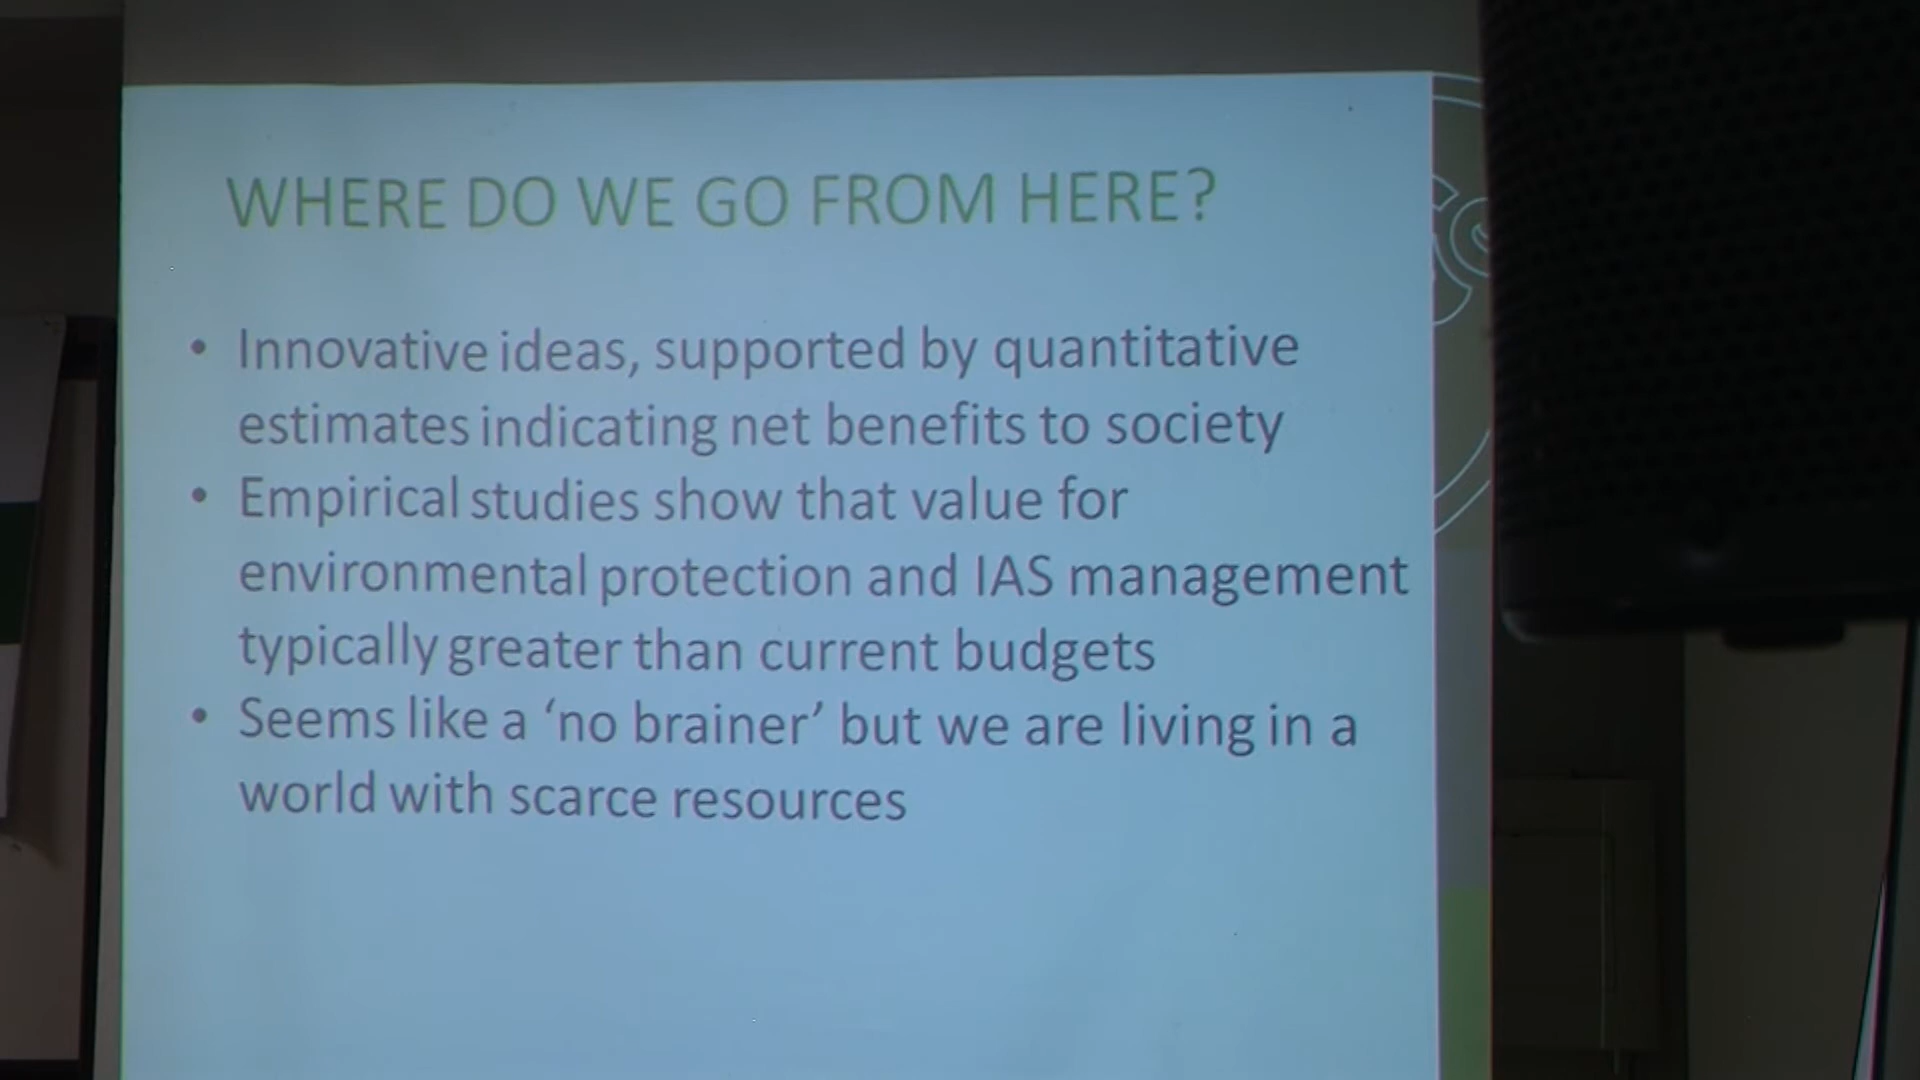 WHERE DO WE GO FROM HERE?
• Innovative ideas, supported by quantitative
estimates indicating net benefits to society
• Empirical studies show that value for
environmental protection and IAS management
typically greater than current budgets
• Seems like a ‘no brainer’ but we are living in a
world with scarce resources